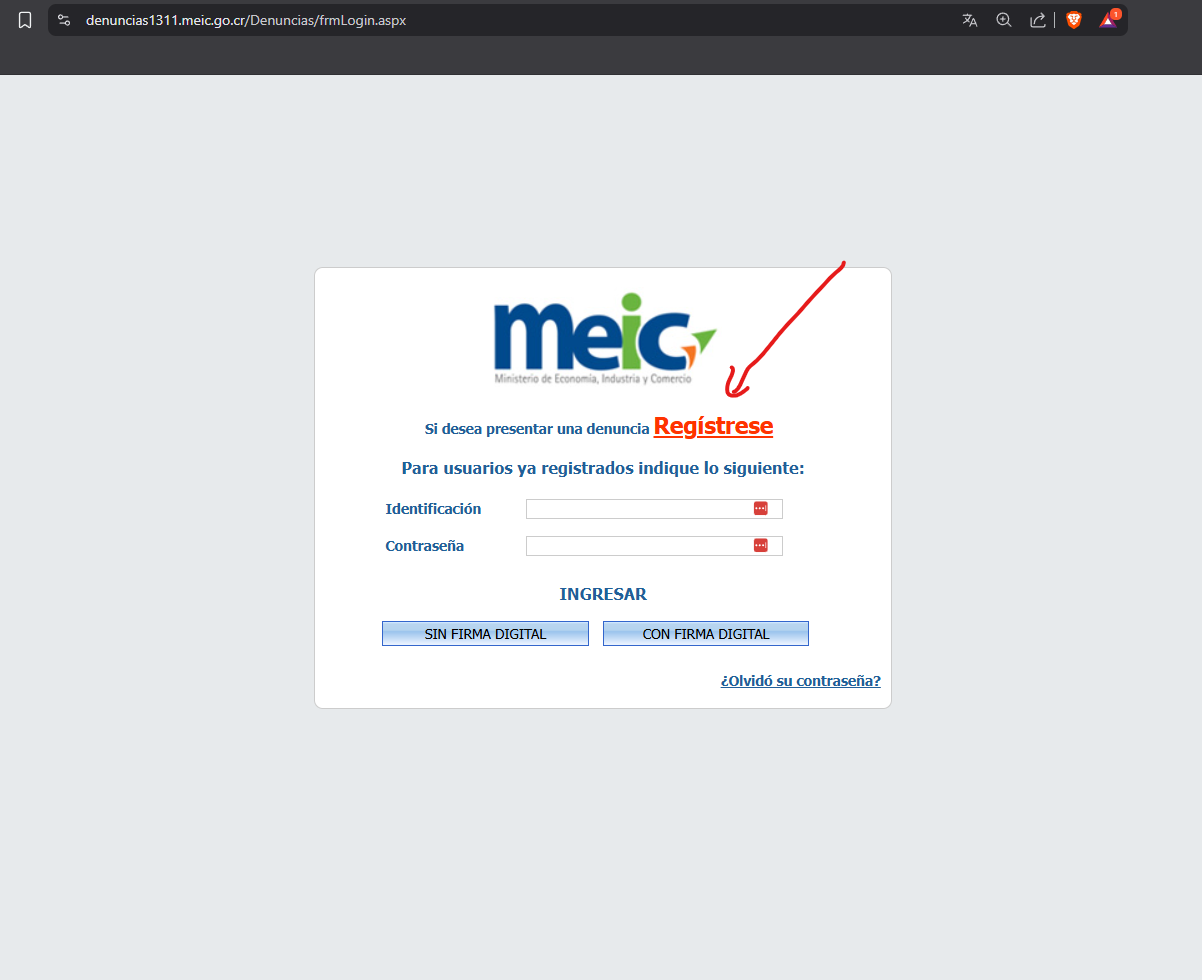 denuncias1311.meic.go.cr/Denuncias/frmLogin.aspx
1
meic
Ministerio de Economía, Industria y Comercio
Si desea presentar una denuncia Regístrese
Para usuarios ya registrados indique lo siguiente:
Identificación
Contraseña
INGRESAR
SIN FIRMA DIGITAL CON FIRMA DIGITAL
¿Olvidó su contraseña?